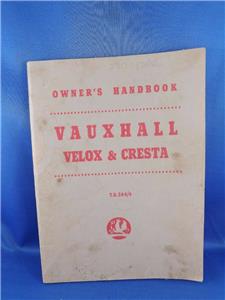 OWNER'S HANDBOOK
VAUXHALL
VELOX & CRESTA